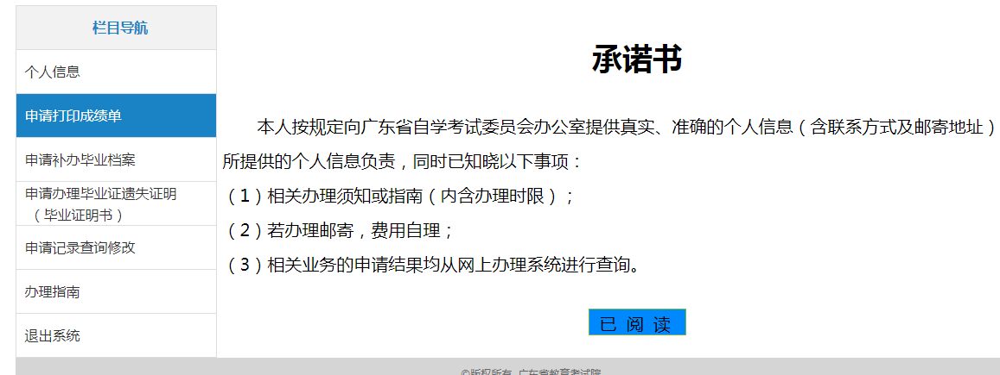 栏目导航
个人信息
申请打印成绩单
申请补办毕业档案
申请办理毕业证遗失证明
（毕业证明书）
申请记录查询修改
办理指南
退出系统
承诺书
本人按规定向广东省自学考试委员会办公室提供真实、准确的个人信息（含联系方式及邮寄地址）
所提供的个人信息负责，同时已知晓以下事项：
（1）相关办理须知或指南（内含办理时限）；
（2）若办理邮寄，费用自理；
（3）相关业务的申请结果均从网上办理系统进行查询。
已 阅 读
©版权所有 广东省教育考试院